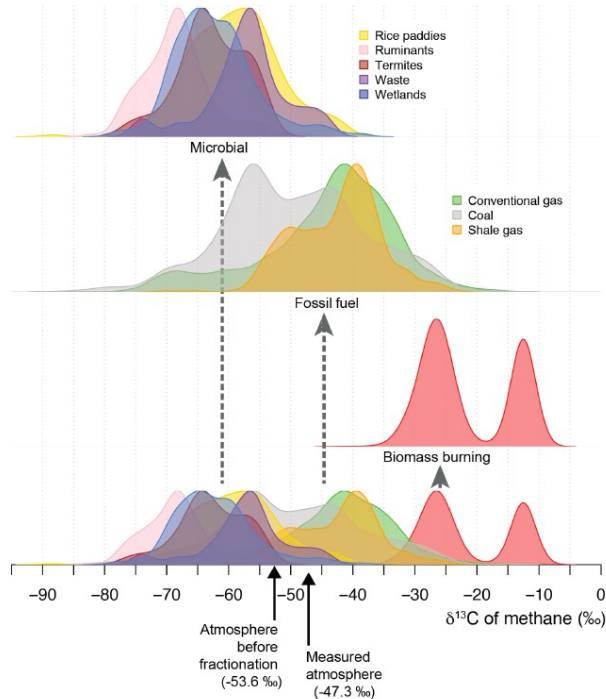 Rice paddies
Ruminants
Termites
Waste
Wetlands
Microbial
Conventional gas
Coal
Shale gas
Fossil fuel
Biomass burning
−90 −80 −70 −60 −50 −40 −30 −20 −10 0
δ¹³C of methane (‰)
Atmosphere
before
fractionation
(-53.6 ‰)
Measured
atmosphere
(-47.3 ‰)